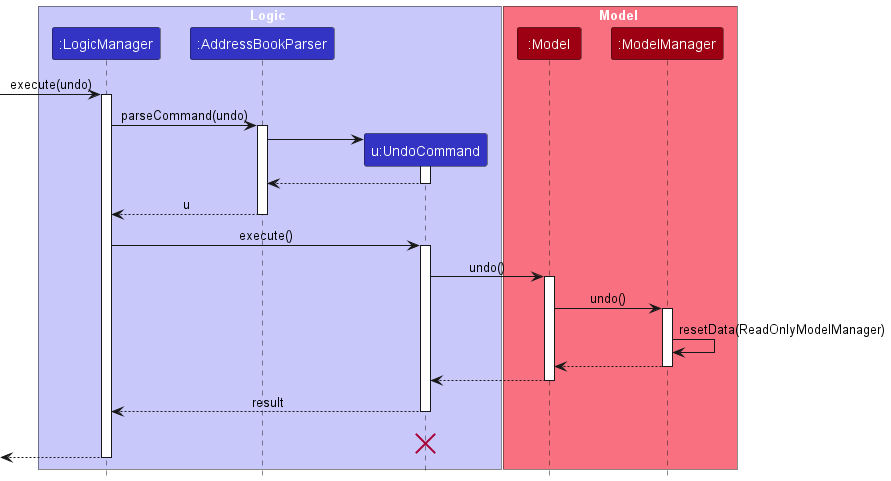 Logic
Model
:LogicManager
:AddressBookParser
:Model
:ModelManager
execute(undo)
parseCommand(undo)
u:UndoCommand
u
execute()
undo()
undo()
resetData(ReadOnlyModelManager)
result